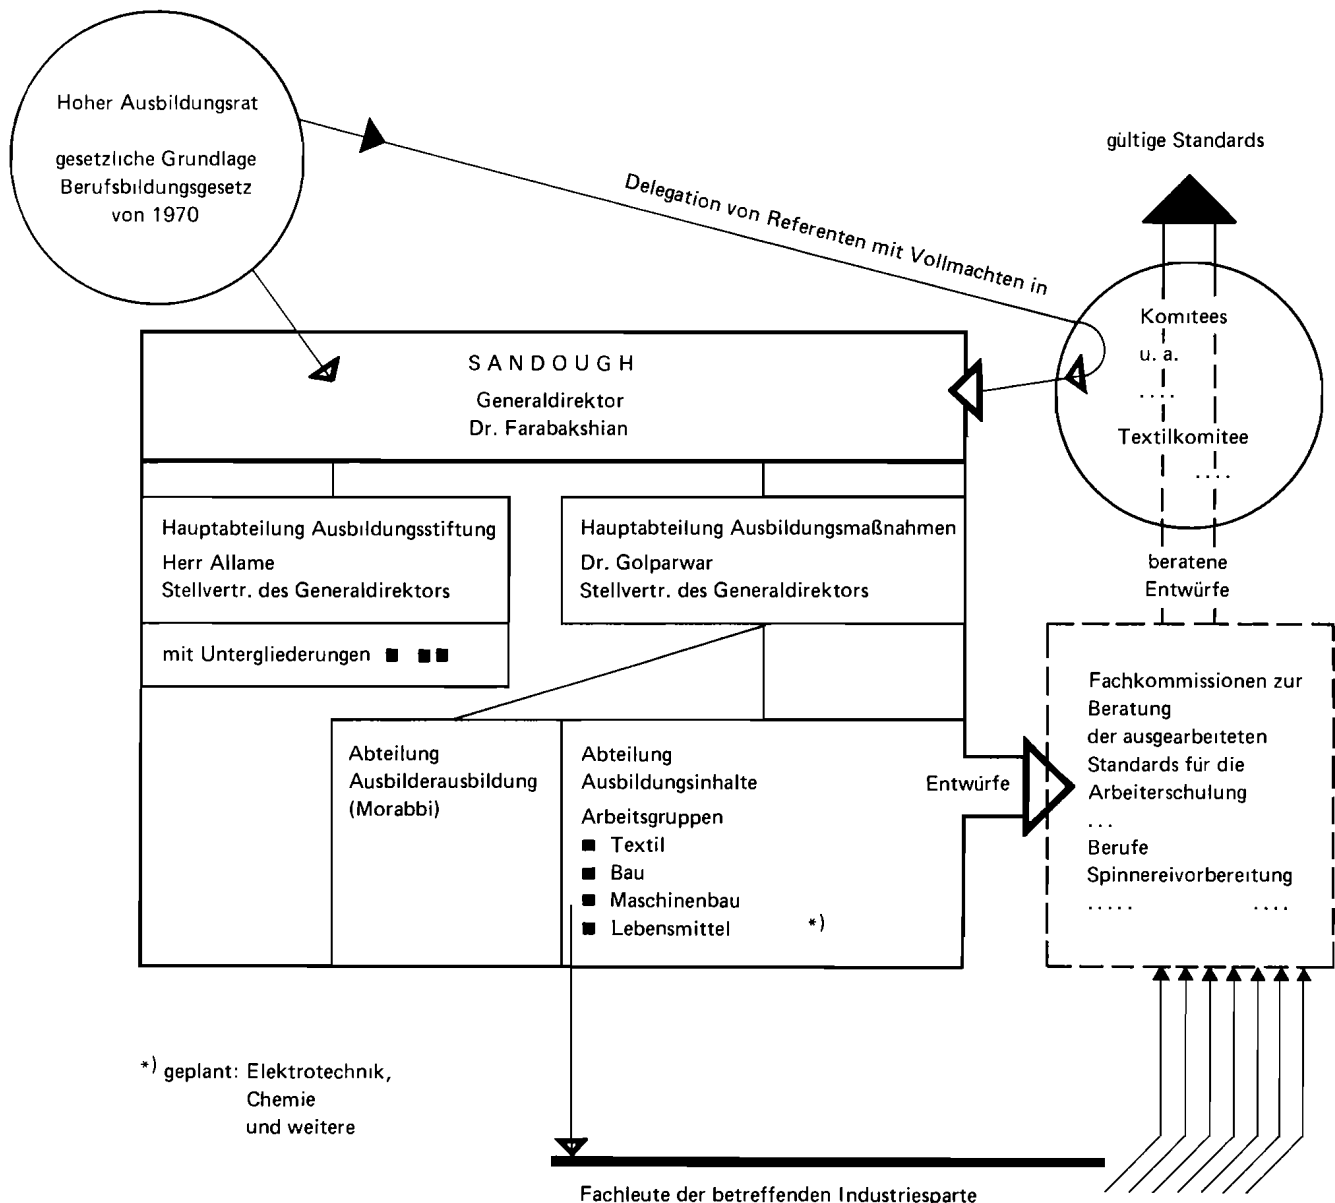 Hoher Ausbildungsrat
gesetzliche Grundlage
Berufsbildungsgesetz
von 1970
Delegation von Referenten mit Vollmachten in
gültige Standards
Komitees
u. a.
. . . .
Textilkomitee
. . . .
beratene
Entwürfe
SANDOUGH
Generaldirektor
Dr. Farabakshian
Hauptabteilung Ausbildungsstiftung
Herr Allame
Stellvertr. des Generaldirektors
mit Untergliederungen ■ ■■
Hauptabteilung Ausbildungsmaßnahmen
Dr. Golparwar
Stellvertr. des Generaldirektors
Abteilung
Ausbilderausbildung
(Morabbi)
Abteilung
Ausbildungsinhalte
Arbeitsgruppen
■ Textil
■ Bau
■ Maschinenbau
■ Lebensmittel *)
Entwürfe
Fachkommissionen zur
Beratung
der ausgearbeiteten
Standards für die
Arbeiterschulung
. . .
Berufe
Spinnereivorbereitung
. . . . . . . . .
*) geplant: Elektrotechnik,
Chemie
und weitere
Fachleute der betreffenden Industriesparte